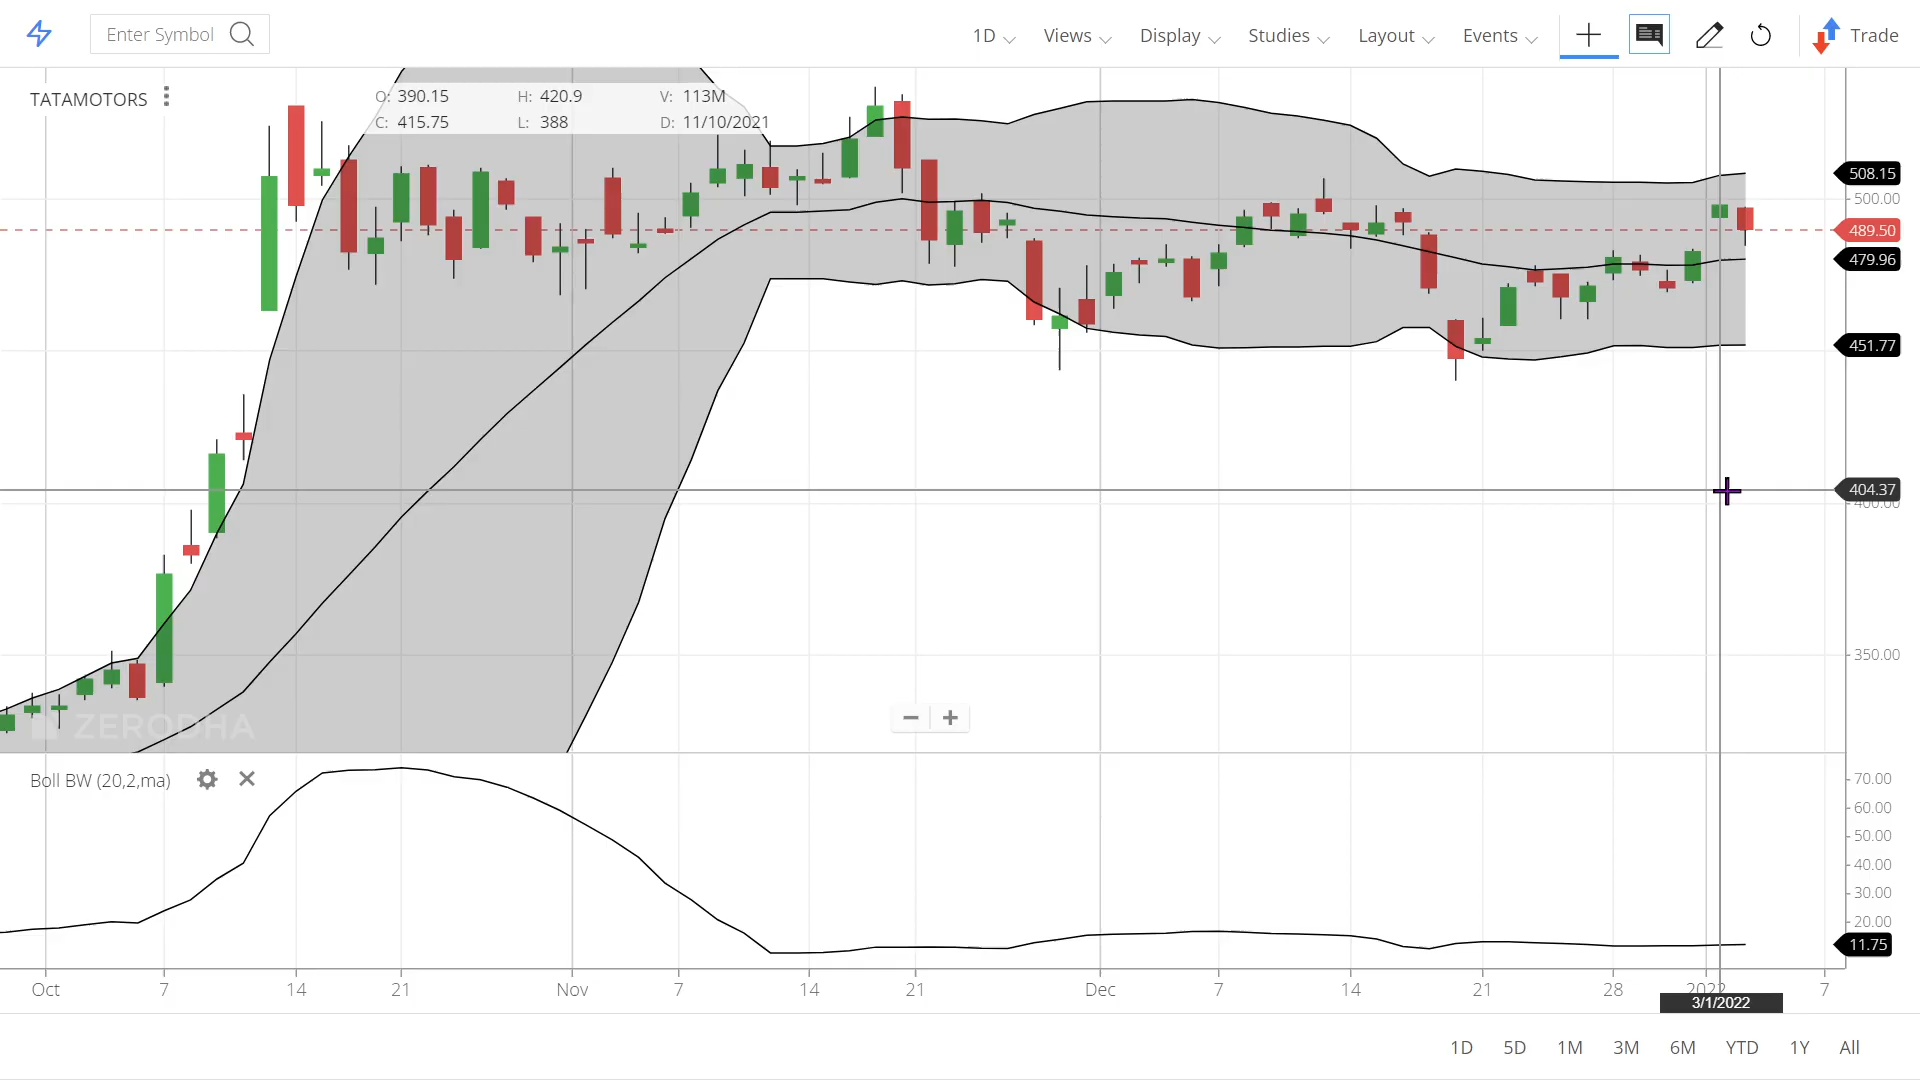 Enter Symbol 1D Views Display Studies Layout Events Trade
TATAMOTORS
O: 390.15 H: 420.9 V: 113M
C: 415.75 L: 388 D: 11/10/2021
508.15
500.00
489.50
479.96
451.77
404.37
400.00
350.00
ZERODHA
Boll BW (20,2,ma)
70.00
60.00
50.00
40.00
30.00
20.00
11.75
Oct 7 14 21 Nov 7 14 21 Dec 7 14 21 28 2022 7
3/1/2022
1D 5D 1M 3M 6M YTD 1Y All